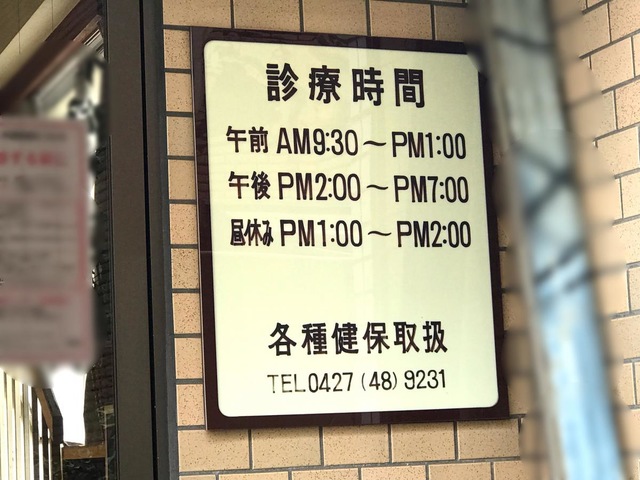 診療時間
午前 AM9:30～PM1:00
午後 PM2:00～PM7:00
昼休み PM1:00～PM2:00
各種健保取扱
TEL0427(48)9231